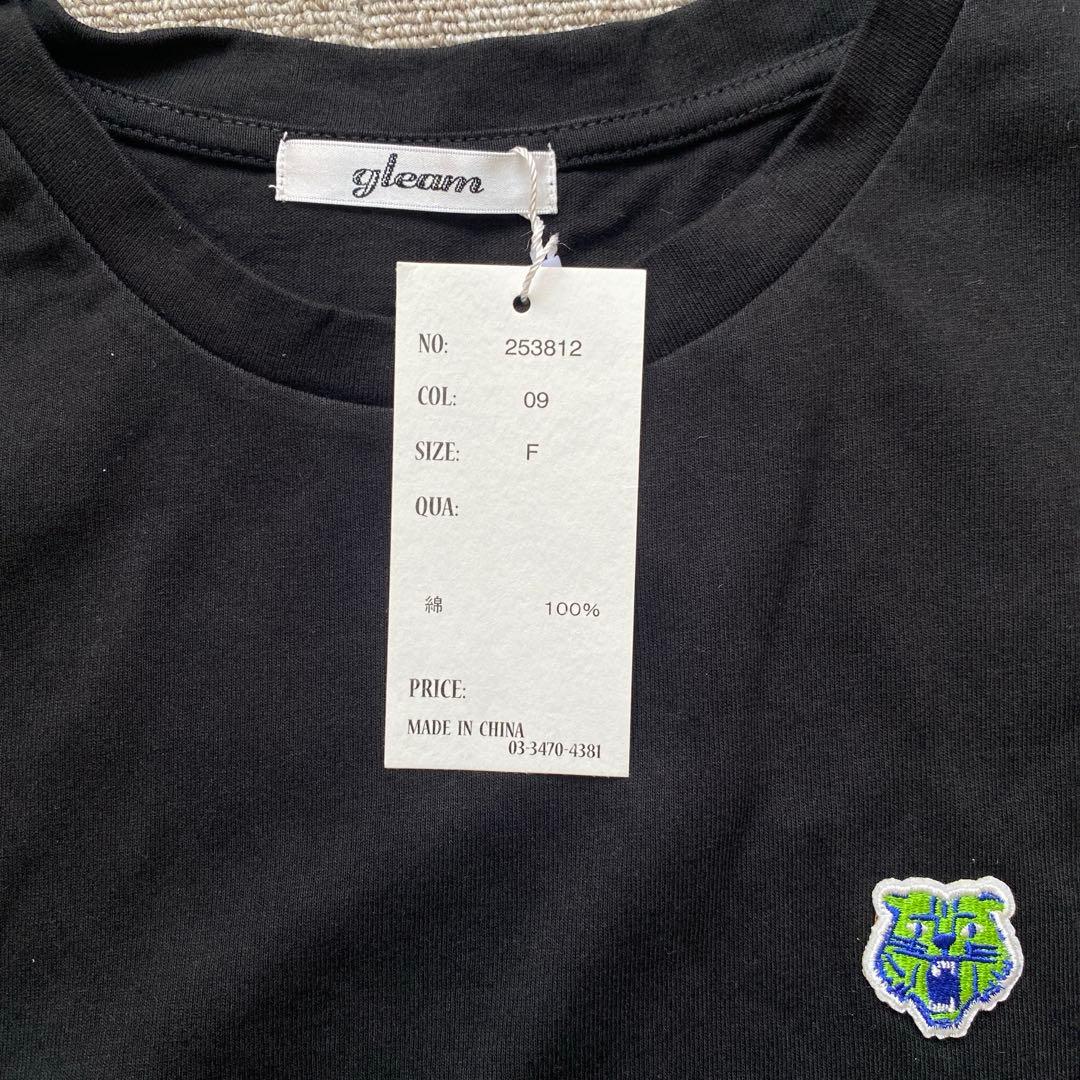 gleam
NO: 253812
COL: 09
SIZE: F
QUA:
綿 100%
PRICE:
MADE IN CHINA
03-3470-4381